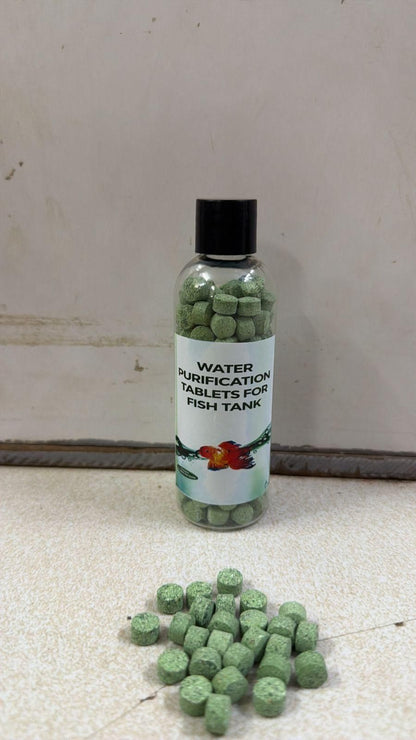 WATER
PURIFICATION
TABLETS FOR
FISH TANK